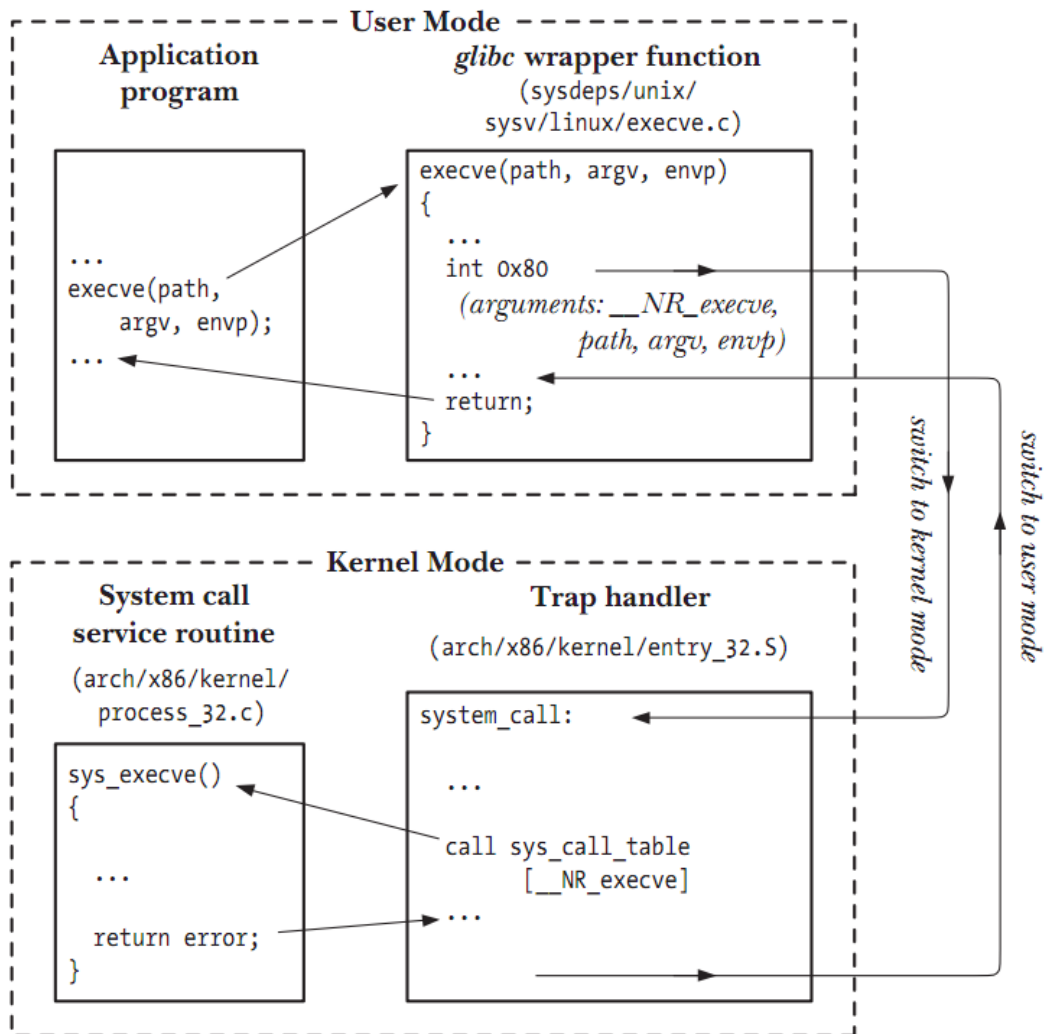 User Mode
Application
program
glibc wrapper function
(sysdeps/unix/
sysv/linux/execve.c)
...
execve(path,
argv, envp);
...
execve(path, argv, envp)
{
...
int 0x80
(arguments: __NR_execve,
path, argv, envp)
...
return;
}
switch to kernel mode
switch to user mode
Kernel Mode
System call
service routine
(arch/x86/kernel/
process_32.c)
Trap handler
(arch/x86/kernel/entry_32.S)
sys_execve()
{
...
return error;
}
system_call:
...
call sys_call_table
[__NR_execve]
...